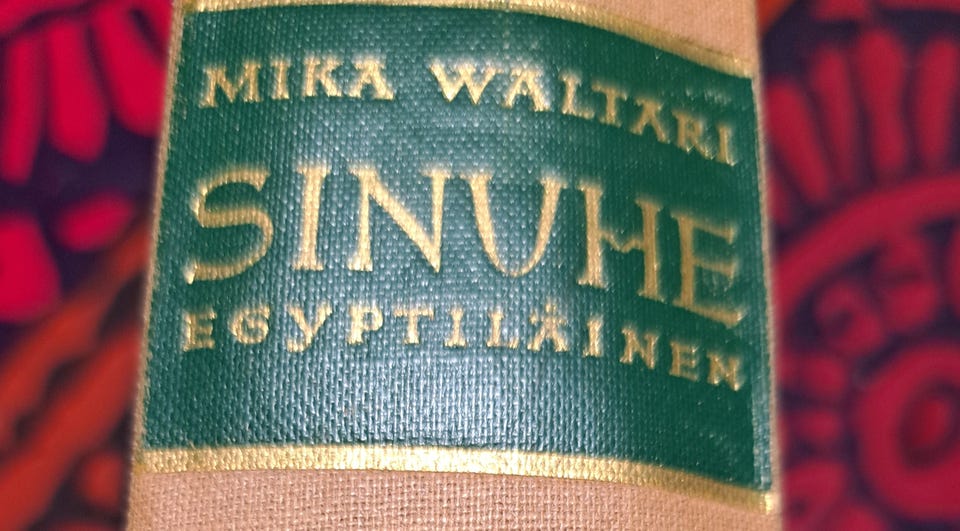 MIKA WALTARI
SINUHE
EGYPTILÄINEN